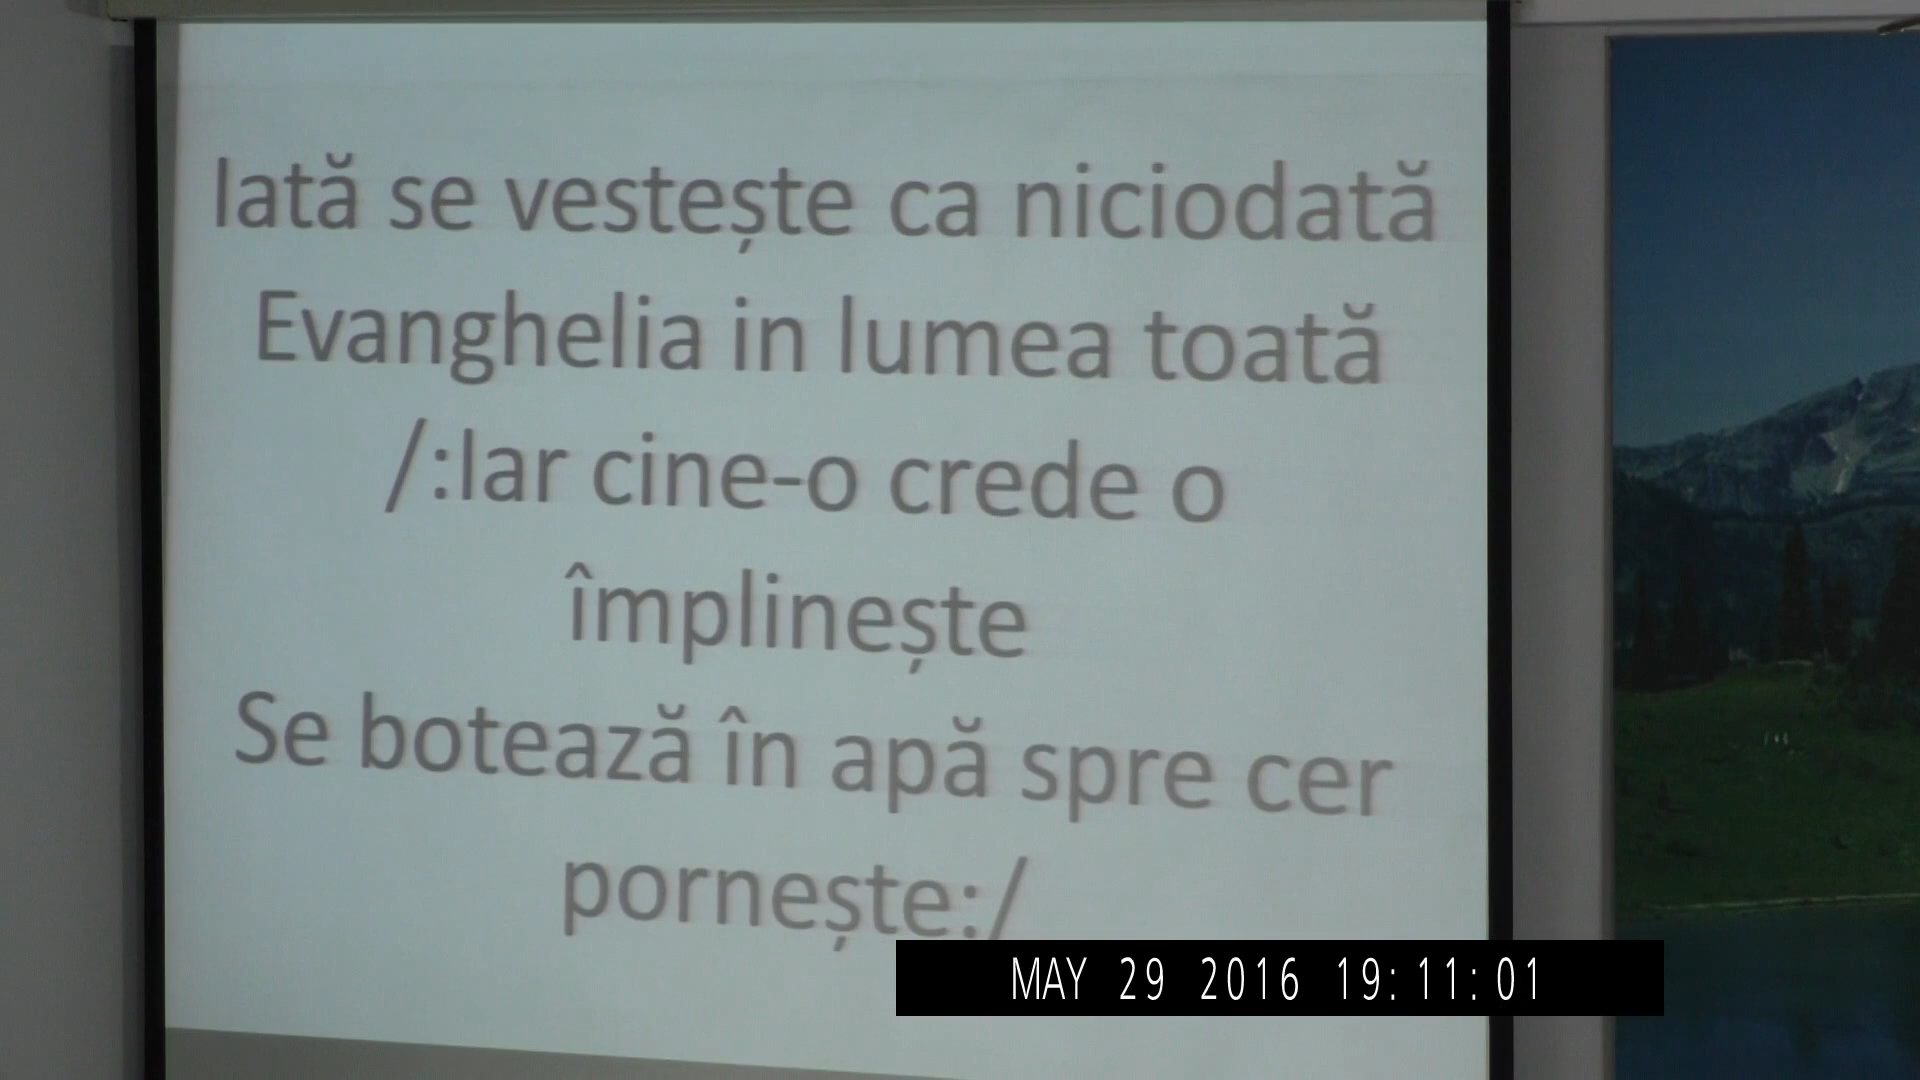 Iată se vestește ca niciodată
Evanghelia in lumea toată
/:Iar cine-o crede o
împlinește
Se botează în apă spre cer
pornește:/
MAY 29 2016 19:11:01